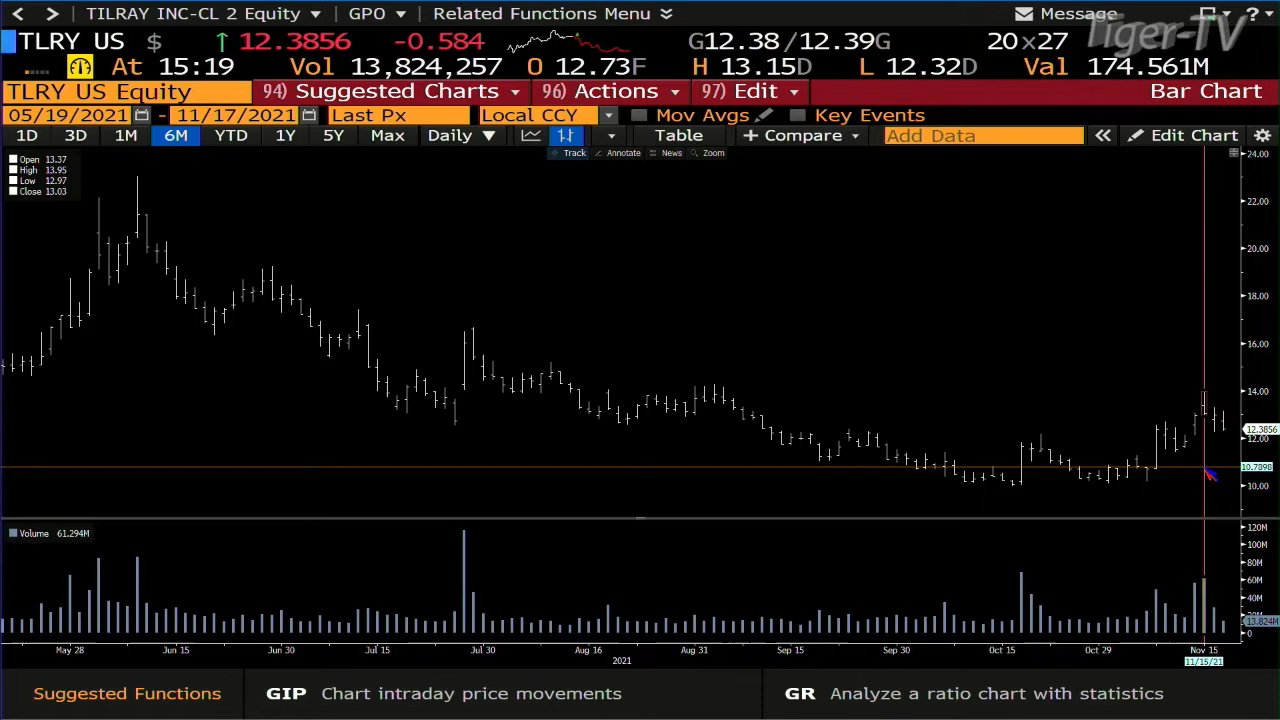 TILRAY INC-CL 2 Equity GPO Related Functions Menu Message ?
Tiger-TV
TLRY US $ ↑ 12.3856 -0.584 G12.38 /12.39G 20x27
At 15:19 Vol 13,824,257 O 12.73F H 13.15D L 12.32D Val 174.561M
TLRY US Equity 94) Suggested Charts 96) Actions 97) Edit Bar Chart
05/19/2021 - 11/17/2021 Last Px Local CCY Mov Avgs Key Events
1D 3D 1M 6M YTD 1Y 5Y Max Daily ▼ Table + Compare Add Data « Edit Chart
Track Annotate News Zoom
Open 13.37
High 13.95
Low 12.97
Close 13.03
24.00
22.00
20.00
18.00
16.00
14.00
12.3856
12.00
10.7898
10.00
Volume 61.294M
120M
100M
80M
60M
40M
13.824M
0
May 28 Jun 15 Jun 30 Jul 15 Jul 30 Aug 16 Aug 31 Sep 15 Sep 30 Oct 15 Oct 29 Nov 15
2021 11/15/21
Suggested Functions GIP Chart intraday price movements GR Analyze a ratio chart with statistics